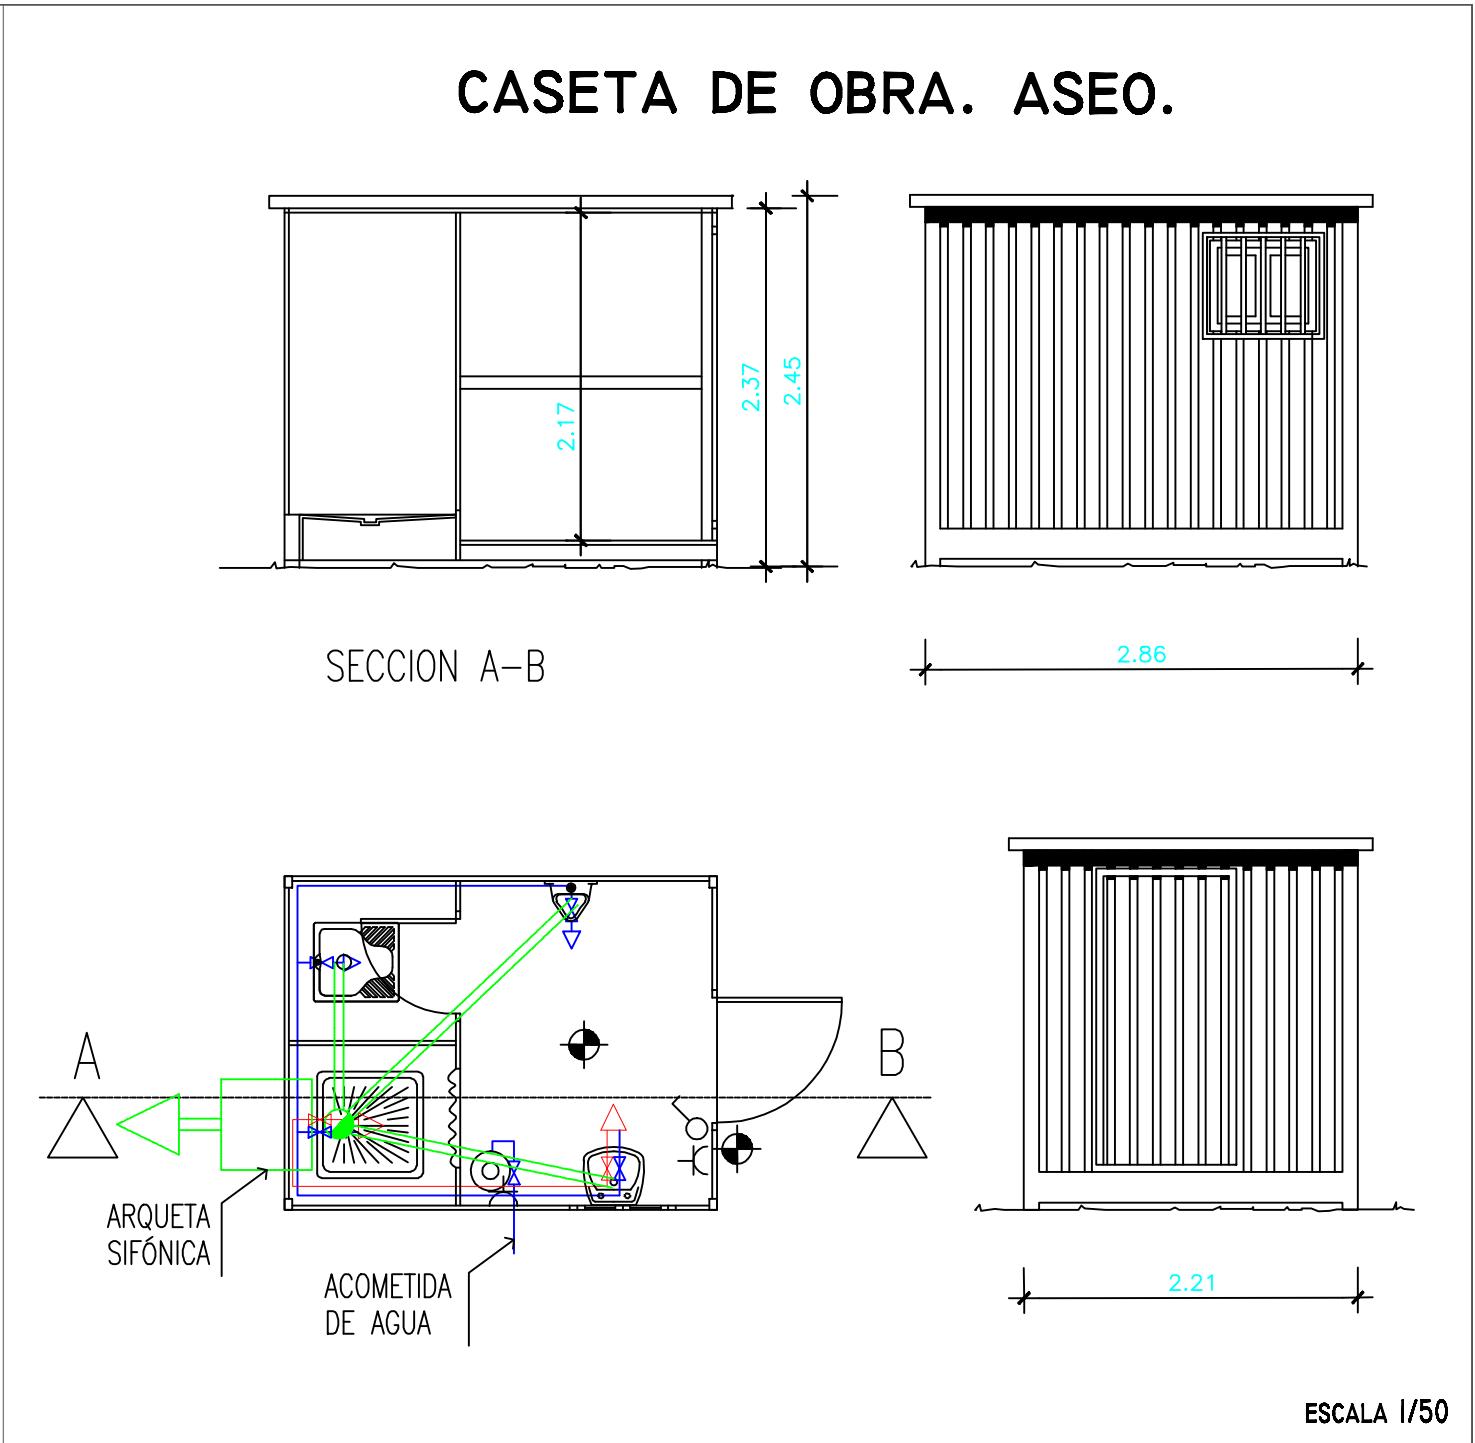 CASETA DE OBRA. ASEO.
2.17
2.37
2.45
SECCION A-B
2.86
A
B
ARQUETA
SIFÓNICA
ACOMETIDA
DE AGUA
2.21
ESCALA 1/50